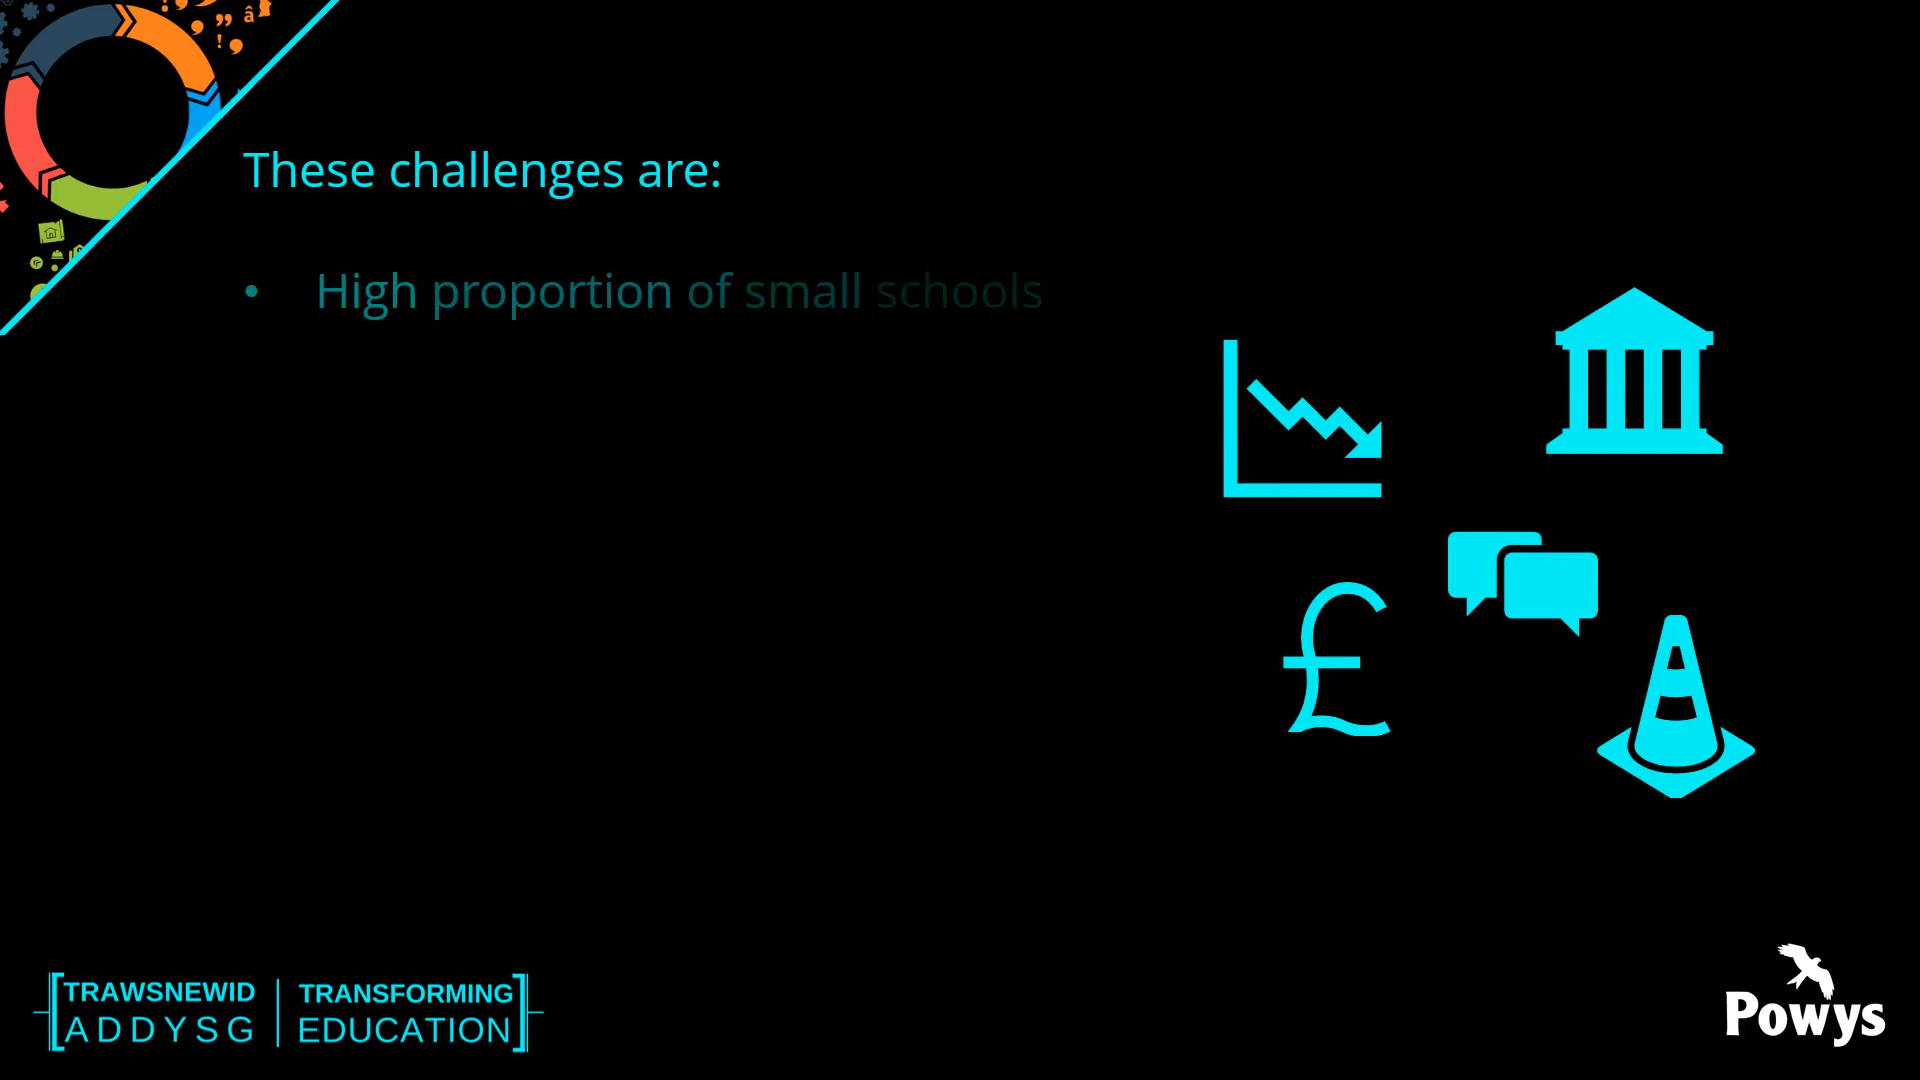 These challenges are:
• High proportion of small schools
TRAWSNEWID
ADDYSG
TRANSFORMING
EDUCATION
Powys